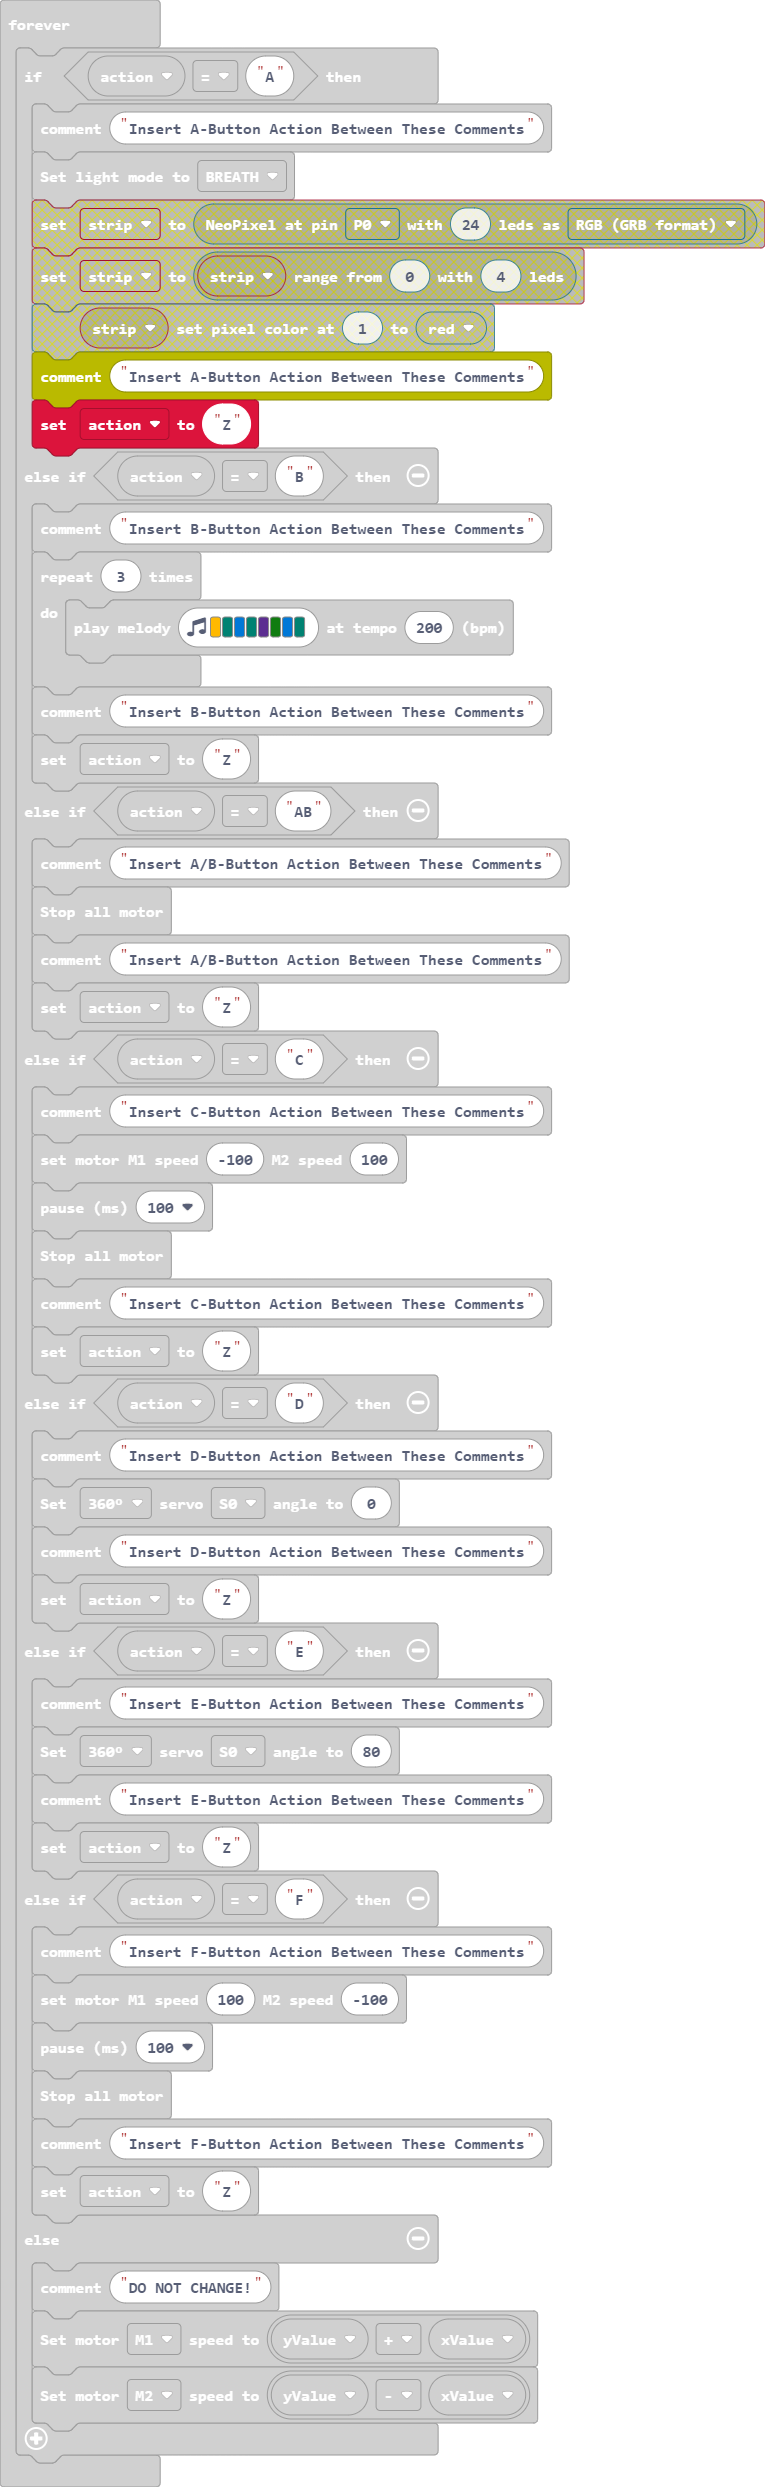 forever
if action = "A" then
comment "Insert A-Button Action Between These Comments"
Set light mode to BREATH
set strip to NeoPixel at pin P0 with 24 leds as RGB (GRB format)
set strip to strip range from 0 with 4 leds
strip set pixel color at 1 to red
comment "Insert A-Button Action Between These Comments"
set action to "Z"
else if action = "B" then
comment "Insert B-Button Action Between These Comments"
repeat 3 times
do
play melody at tempo 200 (bpm)
comment "Insert B-Button Action Between These Comments"
set action to "Z"
else if action = "AB" then
comment "Insert A/B-Button Action Between These Comments"
Stop all motor
comment "Insert A/B-Button Action Between These Comments"
set action to "Z"
else if action = "C" then
comment "Insert C-Button Action Between These Comments"
set motor M1 speed -100 M2 speed 100
pause (ms) 100
Stop all motor
comment "Insert C-Button Action Between These Comments"
set action to "Z"
else if action = "D" then
comment "Insert D-Button Action Between These Comments"
Set 360º servo S0 angle to 0
comment "Insert D-Button Action Between These Comments"
set action to "Z"
else if action = "E" then
comment "Insert E-Button Action Between These Comments"
Set 360º servo S0 angle to 80
comment "Insert E-Button Action Between These Comments"
set action to "Z"
else if action = "F" then
comment "Insert F-Button Action Between These Comments"
set motor M1 speed 100 M2 speed -100
pause (ms) 100
Stop all motor
comment "Insert F-Button Action Between These Comments"
set action to "Z"
else
comment "DO NOT CHANGE!"
Set motor M1 speed to yValue + xValue
Set motor M2 speed to yValue - xValue